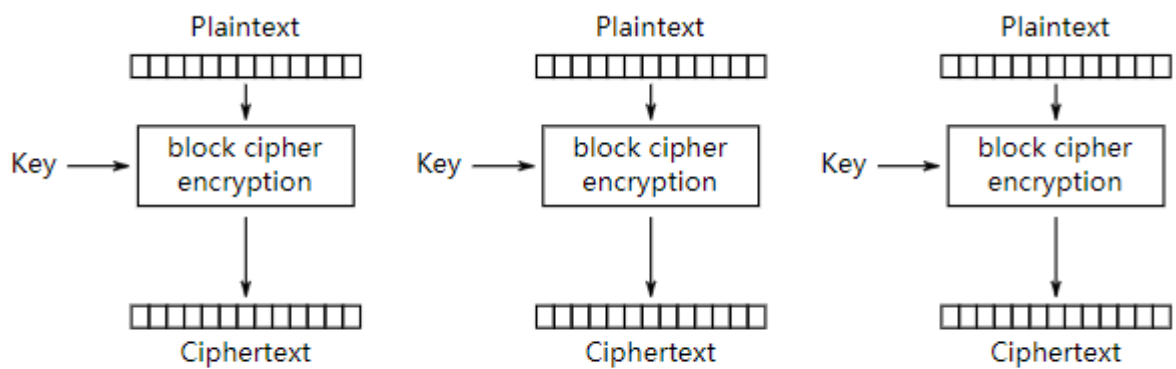 Plaintext
Plaintext
Plaintext
Key
block cipher
encryption
Key
block cipher
encryption
Key
block cipher
encryption
Ciphertext
Ciphertext
Ciphertext